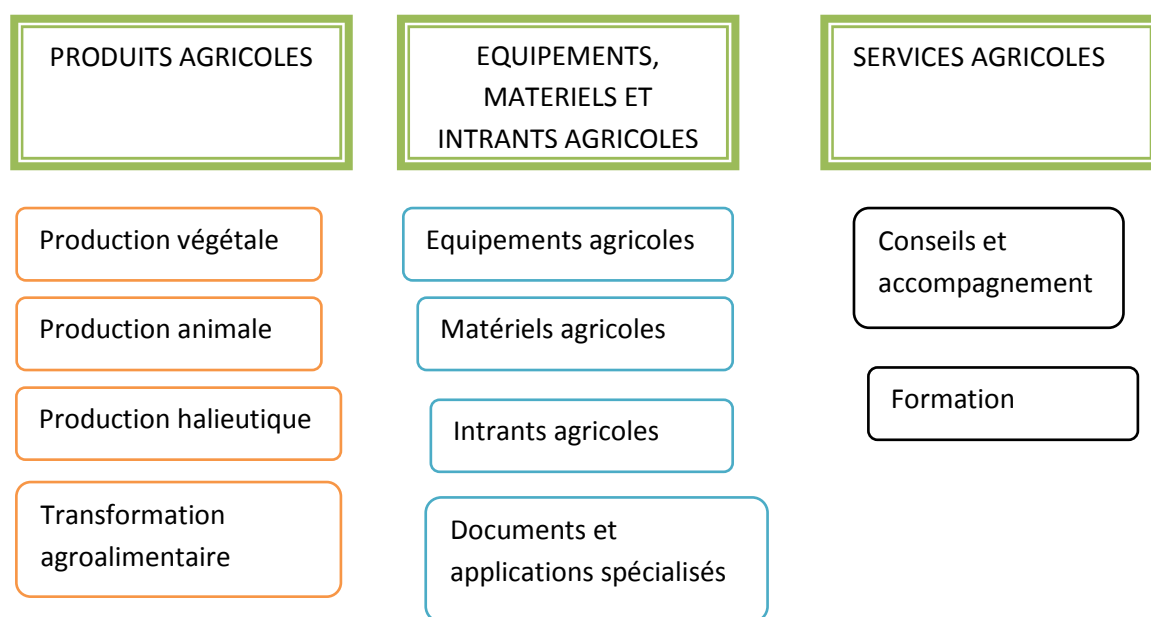 PRODUITS AGRICOLES
EQUIPEMENTS,
MATERIELS ET
INTRANTS AGRICOLES
SERVICES AGRICOLES
Production végétale
Production animale
Production halieutique
Transformation
agroalimentaire
Equipements agricoles
Matériels agricoles
Intrants agricoles
Documents et
applications spécialisés
Conseils et
accompagnement
Formation